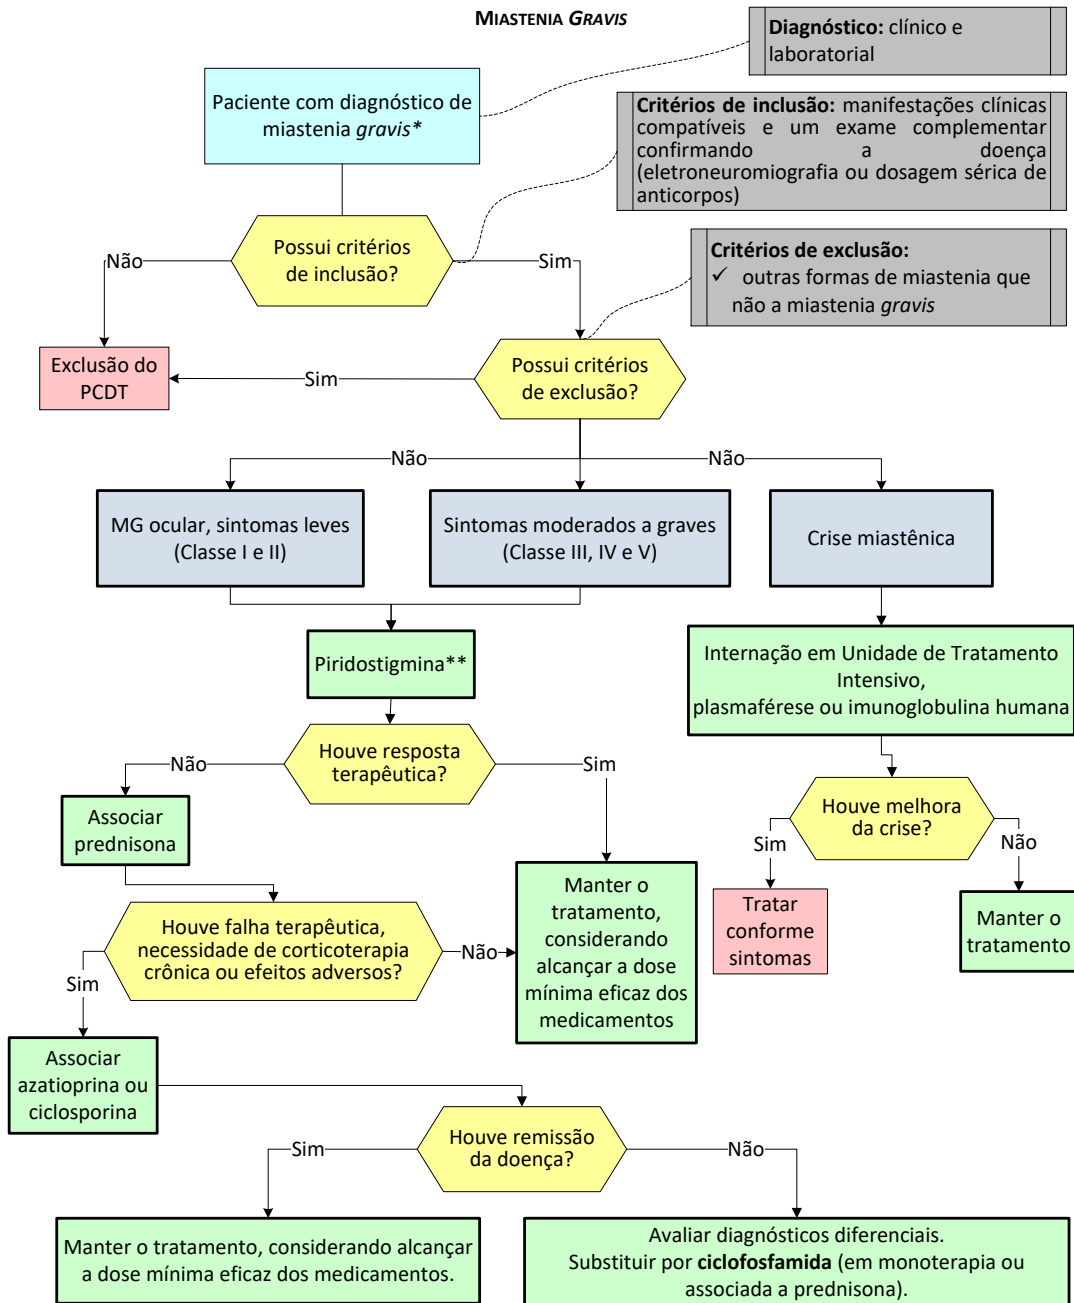 MIASTENIA GRAVIS
Diagnóstico: clínico e
laboratorial
Paciente com diagnóstico de
miastenia gravis*
Critérios de inclusão: manifestações clínicas
compatíveis e um exame complementar
confirmando a doença
(eletroneuromiografia ou dosagem sérica de
anticorpos)
Possui critérios
de inclusão?
Não
Sim
Critérios de exclusão:
✓ outras formas de miastenia que
não a miastenia gravis
Exclusão do
PCDT
Sim
Possui critérios
de exclusão?
Não
Não
MG ocular, sintomas leves
(Classe I e II)
Sintomas moderados a graves
(Classe III, IV e V)
Crise miastênica
Piridostigmina**
Internação em Unidade de Tratamento
Intensivo,
plasmaférese ou imunoglobulina humana
Houve resposta
terapêutica?
Não
Sim
Associar
prednisona
Houve melhora
da crise?
Sim
Não
Manter o
tratamento,
considerando
alcançar a dose
mínima eficaz dos
medicamentos
Tratar
conforme
sintomas
Manter o
tratamento
Houve falha terapêutica,
necessidade de corticoterapia
crônica ou efeitos adversos?
Não
Sim
Associar
azatioprina ou
ciclosporina
Houve remissão
da doença?
Sim
Não
Manter o tratamento, considerando alcançar
a dose mínima eficaz dos medicamentos.
Avaliar diagnósticos diferenciais.
Substituir por ciclofosfamida (em monoterapia ou
associada a prednisona).